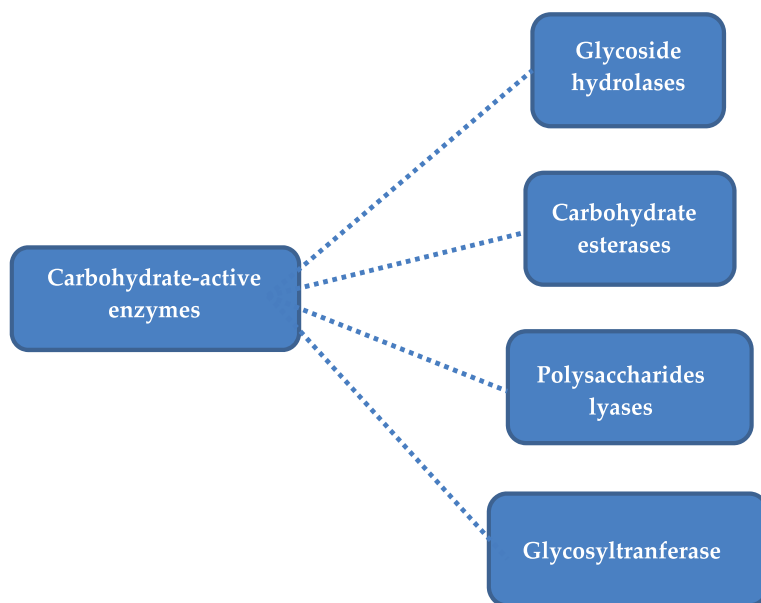 Glycoside
hydrolases
Carbohydrate
esterases
Carbohydrate-active
enzymes
Polysaccharides
lyases
Glycosyltranferase